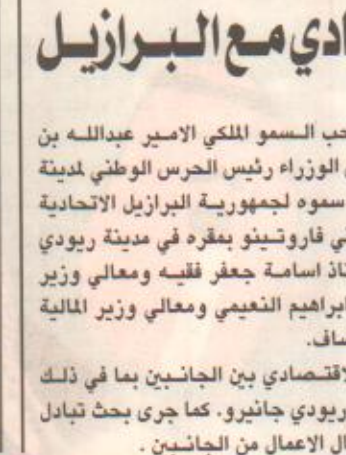 ادي مع البرازيل
حب السمو الملكي الامير عبدالله بن
الوزراء رئيس الحرس الوطني لمدينة
سموه لجمهورية البرازيل الاتحادية
ي فاروتينو بمقره في مدينة ريودي
اذ اسامة جعفر فقيه ومعالي وزير
ابراهيم النعيمي ومعالي وزير المالية
ساف.
لاقتصادي بين الجانبين بما في ذلك
ريودي جانيرو. كما جرى بحث تبادل
ال الاعمال من الجانبين .